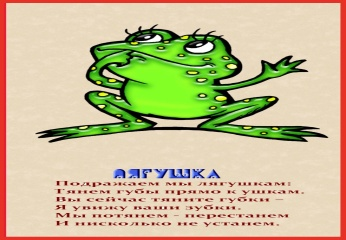 ЛЯГУШКА
Подражаем мы лягушкам:
Тянем губы прямо к ушкам.
Вы сейчас тяните губки –
Я увижу ваши зубки.
Мы потянем - перестанем
И нисколько не устанем.